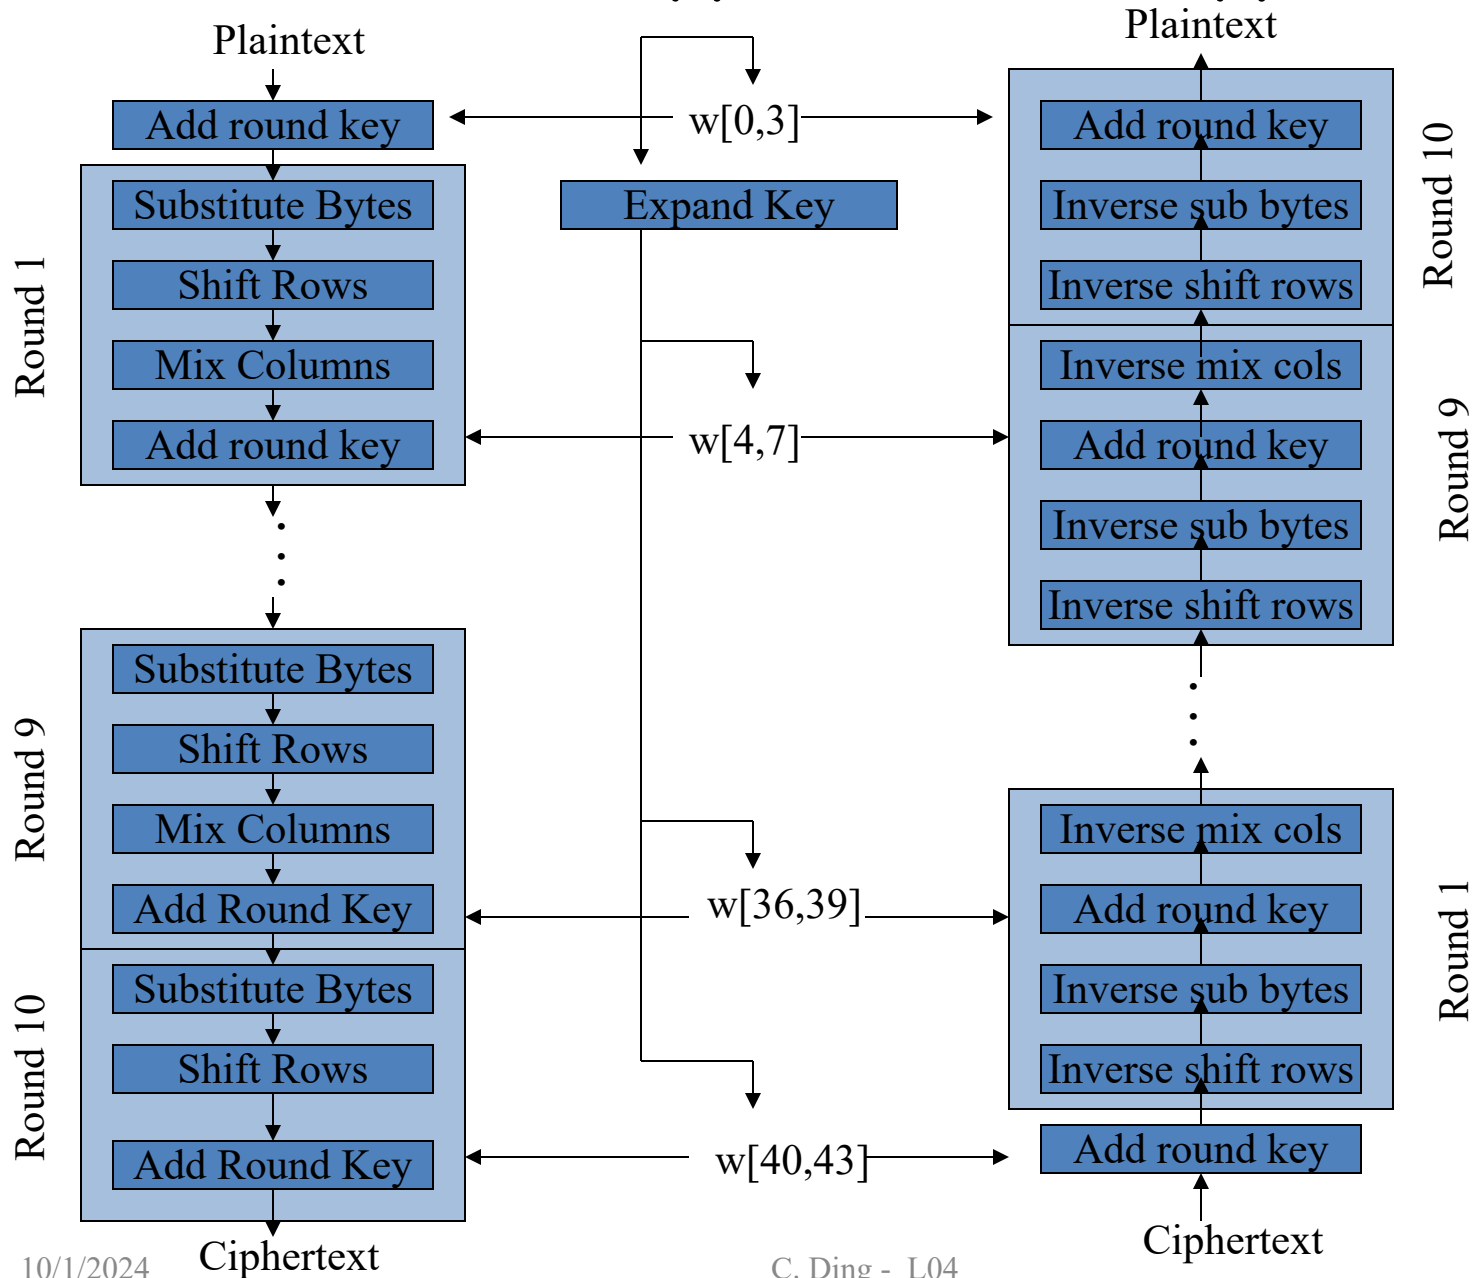 Plaintext
Add round key
Round 1
Substitute Bytes
Shift Rows
Mix Columns
Add round key
.
.
.
Round 9
Substitute Bytes
Shift Rows
Mix Columns
Add Round Key
Round 10
Substitute Bytes
Shift Rows
Add Round Key
Ciphertext
w[0,3]
Expand Key
w[4,7]
w[36,39]
w[40,43]
Plaintext
Add round key
Inverse sub bytes
Inverse shift rows
Round 10
Inverse mix cols
Add round key
Inverse sub bytes
Inverse shift rows
Round 9
.
.
.
Inverse mix cols
Add round key
Inverse sub bytes
Inverse shift rows
Round 1
Add round key
Ciphertext
10/1/2024
C. Ding - L04